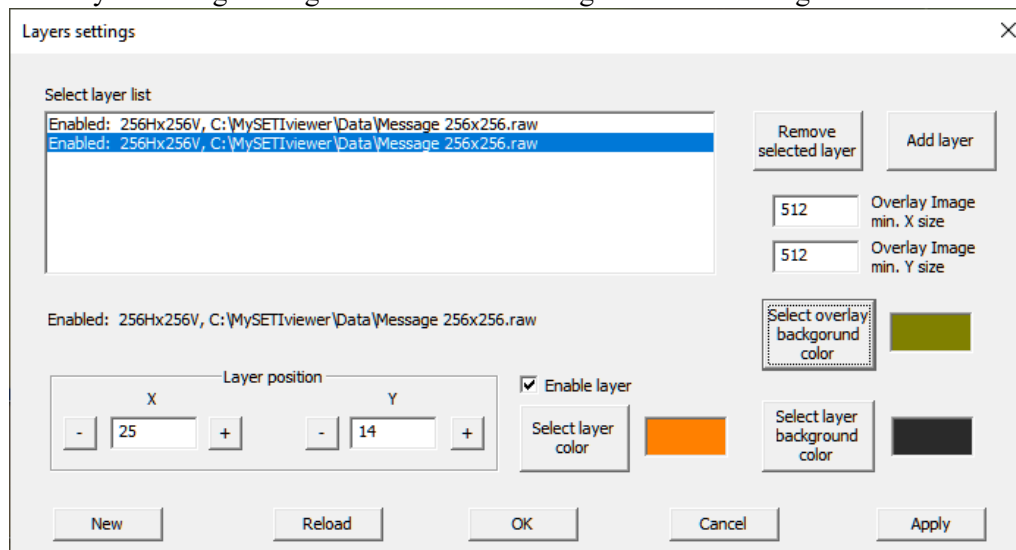 Layers settings
Select layer list
Enabled: 256Hx256V, C:\MySETIviewer\Data\Message 256x256.raw
Enabled: 256Hx256V, C:\MySETIviewer\Data\Message 256x256.raw
Remove
selected layer
Add layer
512
Overlay Image
min. X size
512
Overlay Image
min. Y size
Enabled: 256Hx256V, C:\MySETIviewer\Data\Message 256x256.raw
Select overlay
backgorund
color
Layer position
X
Y
- 25 +
- 14 +
Enable layer
Select layer
color
Select layer
background
color
New
Reload
OK
Cancel
Apply